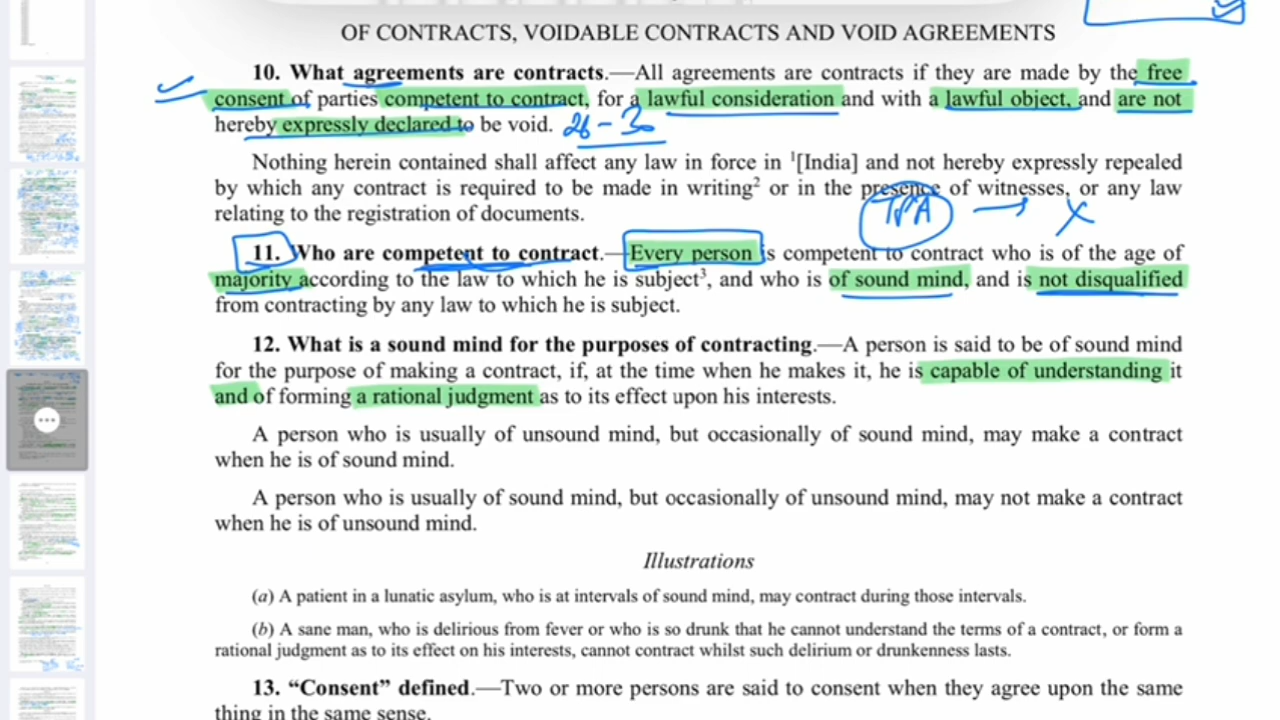 OF CONTRACTS, VOIDABLE CONTRACTS AND VOID AGREEMENTS
10. What agreements are contracts.—All agreements are contracts if they are made by the free
consent of parties competent to contract, for a lawful consideration and with a lawful object, and are not
hereby expressly declared to be void. 26-30
Nothing herein contained shall affect any law in force in ¹[India] and not hereby expressly repealed
by which any contract is required to be made in writing² or in the presence of witnesses, or any law
relating to the registration of documents. TPA → X
11. Who are competent to contract.—Every person is competent to contract who is of the age of
majority according to the law to which he is subject³, and who is of sound mind, and is not disqualified
from contracting by any law to which he is subject.
12. What is a sound mind for the purposes of contracting.—A person is said to be of sound mind
for the purpose of making a contract, if, at the time when he makes it, he is capable of understanding it
and of forming a rational judgment as to its effect upon his interests.
A person who is usually of unsound mind, but occasionally of sound mind, may make a contract
when he is of sound mind.
A person who is usually of sound mind, but occasionally of unsound mind, may not make a contract
when he is of unsound mind.
Illustrations
(a) A patient in a lunatic asylum, who is at intervals of sound mind, may contract during those intervals.
(b) A sane man, who is delirious from fever or who is so drunk that he cannot understand the terms of a contract, or form a
rational judgment as to its effect on his interests, cannot contract whilst such delirium or drunkenness lasts.
13. “Consent” defined.—Two or more persons are said to consent when they agree upon the same
thing in the same sense.